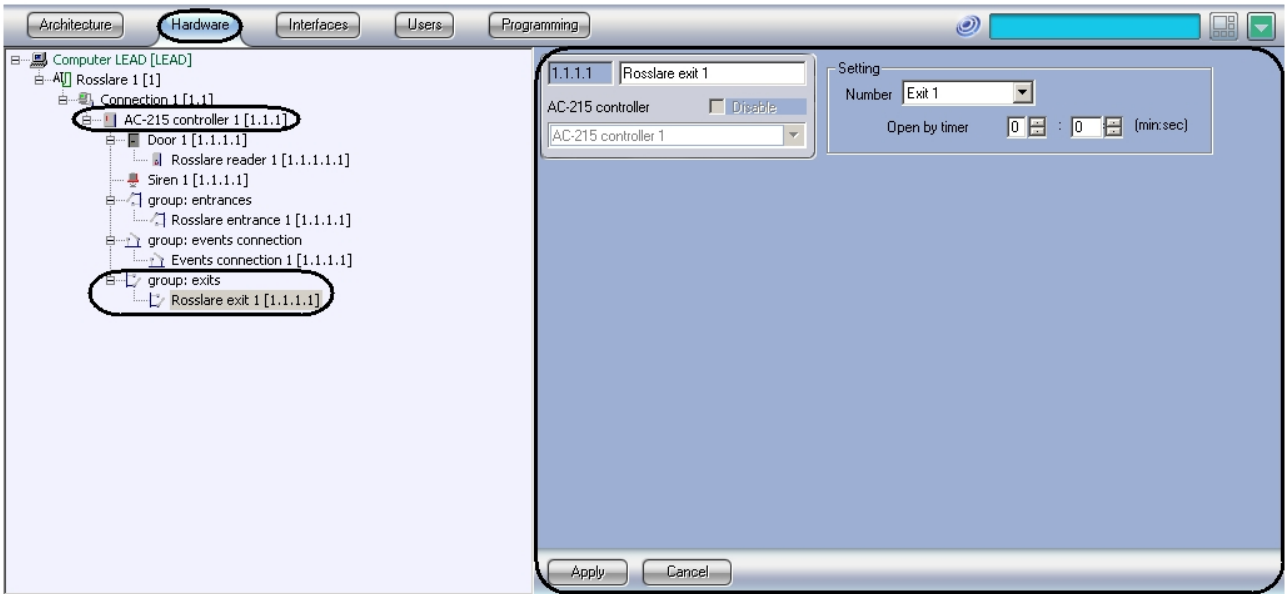 Architecture Hardware Interfaces Users Programming
Computer LEAD [LEAD]
Rosslare 1 [1]
Connection 1 [1.1]
AC-215 controller 1 [1.1.1]
Door 1 [1.1.1.1]
Rosslare reader 1 [1.1.1.1.1]
Siren 1 [1.1.1.1]
group: entrances
Rosslare entrance 1 [1.1.1.1]
group: events connection
Events connection 1 [1.1.1.1]
group: exits
Rosslare exit 1 [1.1.1.1]
1.1.1.1 Rosslare exit 1
AC-215 controller Disable
AC-215 controller 1
Setting
Number Exit 1
Open by timer 0 : 0 (min:sec)
Apply Cancel